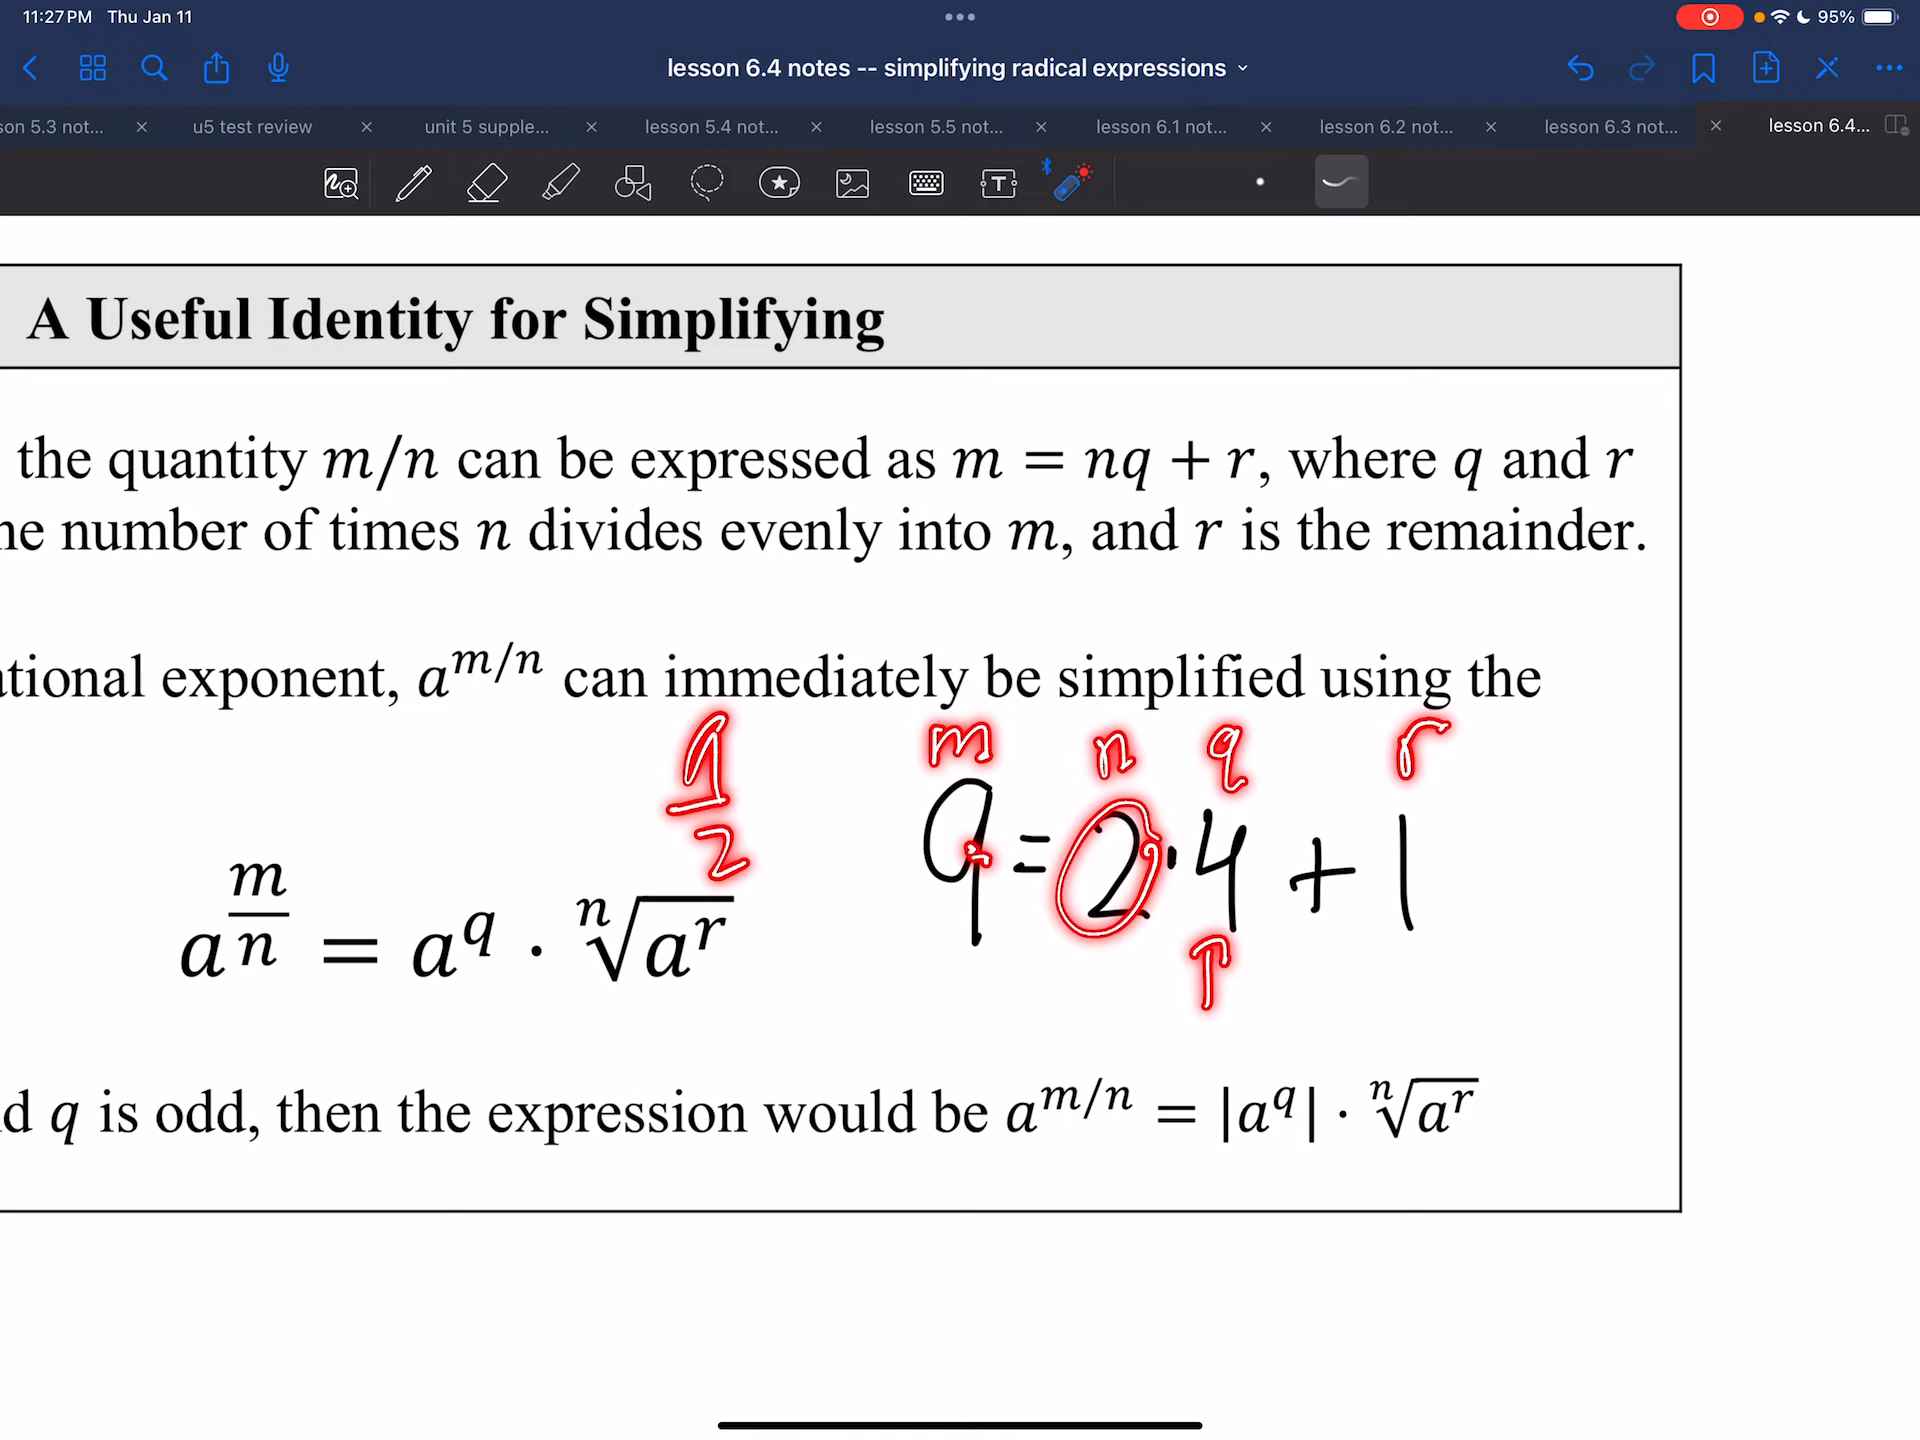 11:27 PM Thu Jan 11
95%
lesson 6.4 notes -- simplifying radical expressions
son 5.3 not... u5 test review unit 5 supple... lesson 5.4 not... lesson 5.5 not... lesson 6.1 not... lesson 6.2 not... lesson 6.3 not... lesson 6.4...
A Useful Identity for Simplifying
the quantity m/n can be expressed as m = nq + r, where q and r
he number of times n divides evenly into m, and r is the remainder.
ational exponent, a^{m/n} can immediately be simplified using the
m n q r
9/2
9 = 2 · 4 + 1
a^{m/n} = a^q · \sqrt[n]{a^r}
d q is odd, then the expression would be a^{m/n} = |a^q| · \sqrt[n]{a^r}